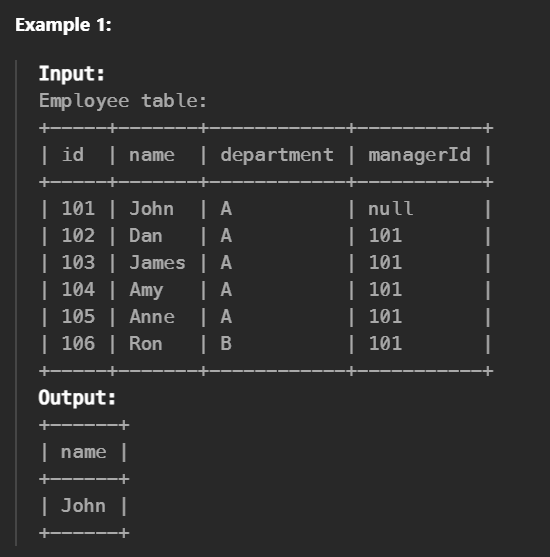 Example 1:
Input:
Employee table:
+-----+-------+------------+-----------+
| id  | name  | department | managerId |
+-----+-------+------------+-----------+
| 101 | John  | A          | null      |
| 102 | Dan   | A          | 101       |
| 103 | James | A          | 101       |
| 104 | Amy   | A          | 101       |
| 105 | Anne  | A          | 101       |
| 106 | Ron   | B          | 101       |
+-----+-------+------------+-----------+
Output:
+------+
| name |
+------+
| John |
+------+